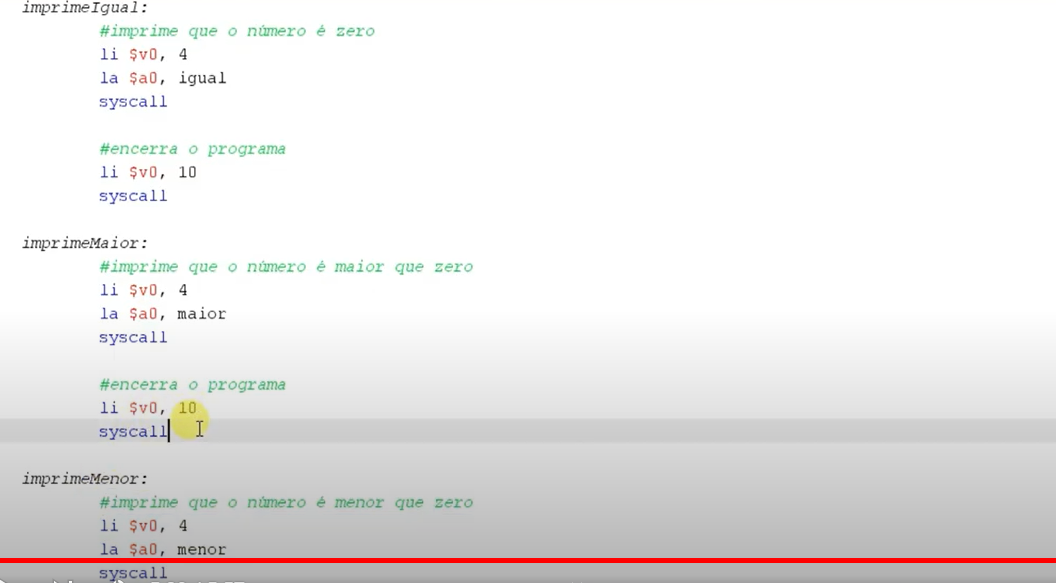 imprimeIgual:
#imprime que o número é zero
li $v0, 4
la $a0, igual
syscall
#encerra o programa
li $v0, 10
syscall
imprimeMaior:
#imprime que o número é maior que zero
li $v0, 4
la $a0, maior
syscall
#encerra o programa
li $v0, 10
syscall
imprimeMenor:
#imprime que o número é menor que zero
li $v0, 4
la $a0, menor
syscall